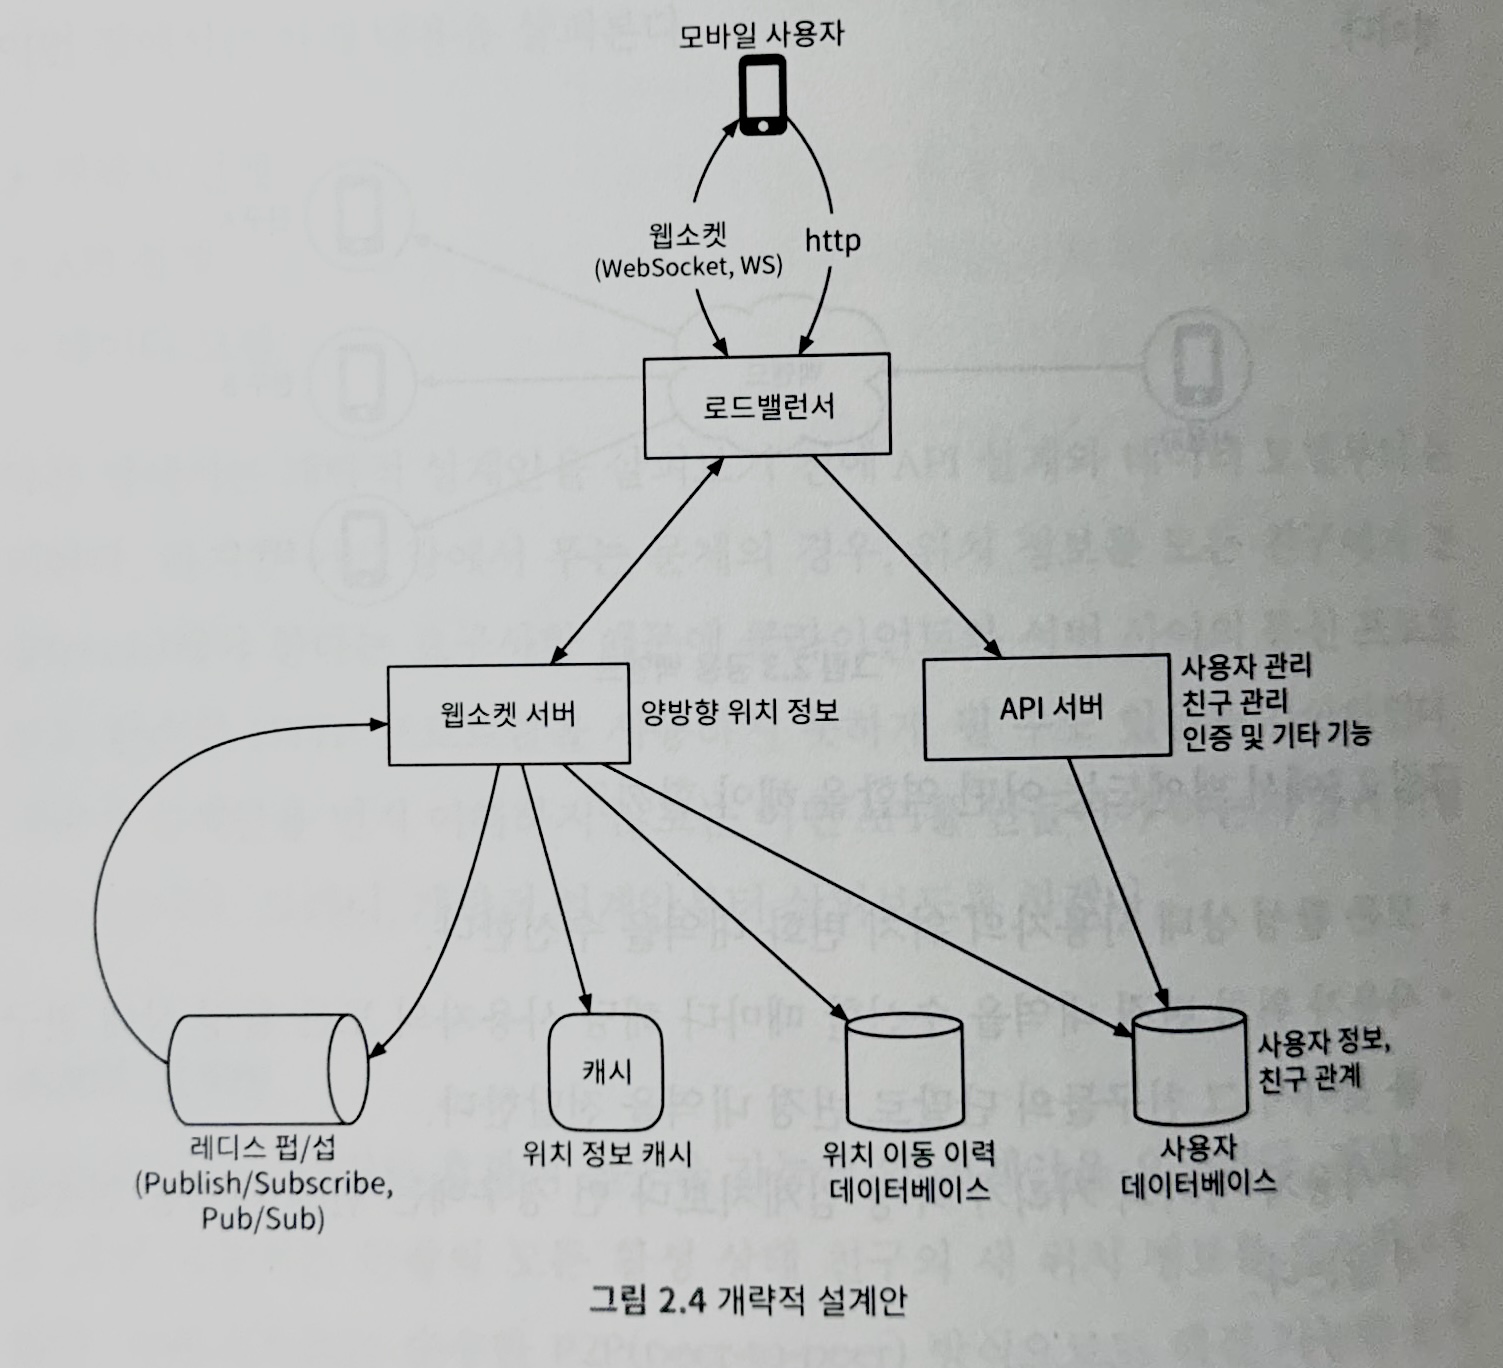 모바일 사용자
웹소켓
(WebSocket, WS)
http
로드밸런서
웹소켓 서버
양방향 위치 정보
API 서버
사용자 관리
친구 관리
인증 및 기타 기능
레디스 펍/섭
(Publish/Subscribe,
Pub/Sub)
캐시
위치 정보 캐시
위치 이동 이력
데이터베이스
사용자 정보,
친구 관계
사용자
데이터베이스
그림 2.4 개략적 설계안